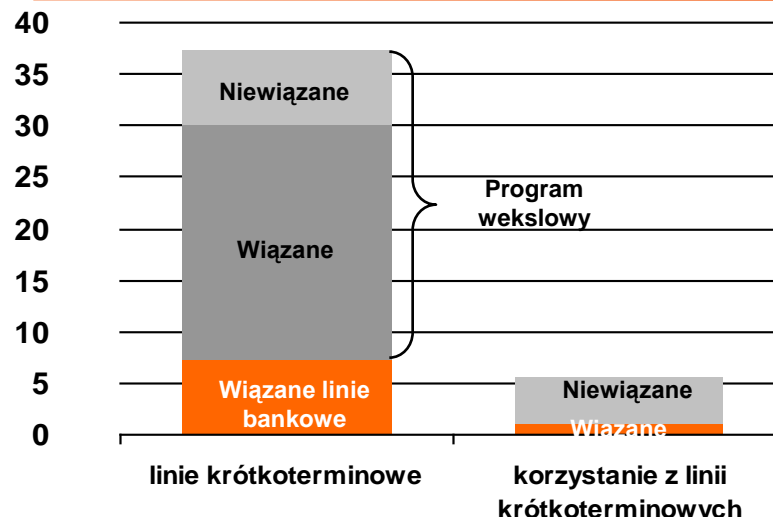 40
35
30
25
20
15
10
5
0
Niewiązane
Wiązane
Wiązane linie
bankowe
Program
wekslowy
Niewiązane
Wiązane
linie krótkoterminowe
korzystanie z linii
krótkoterminowych